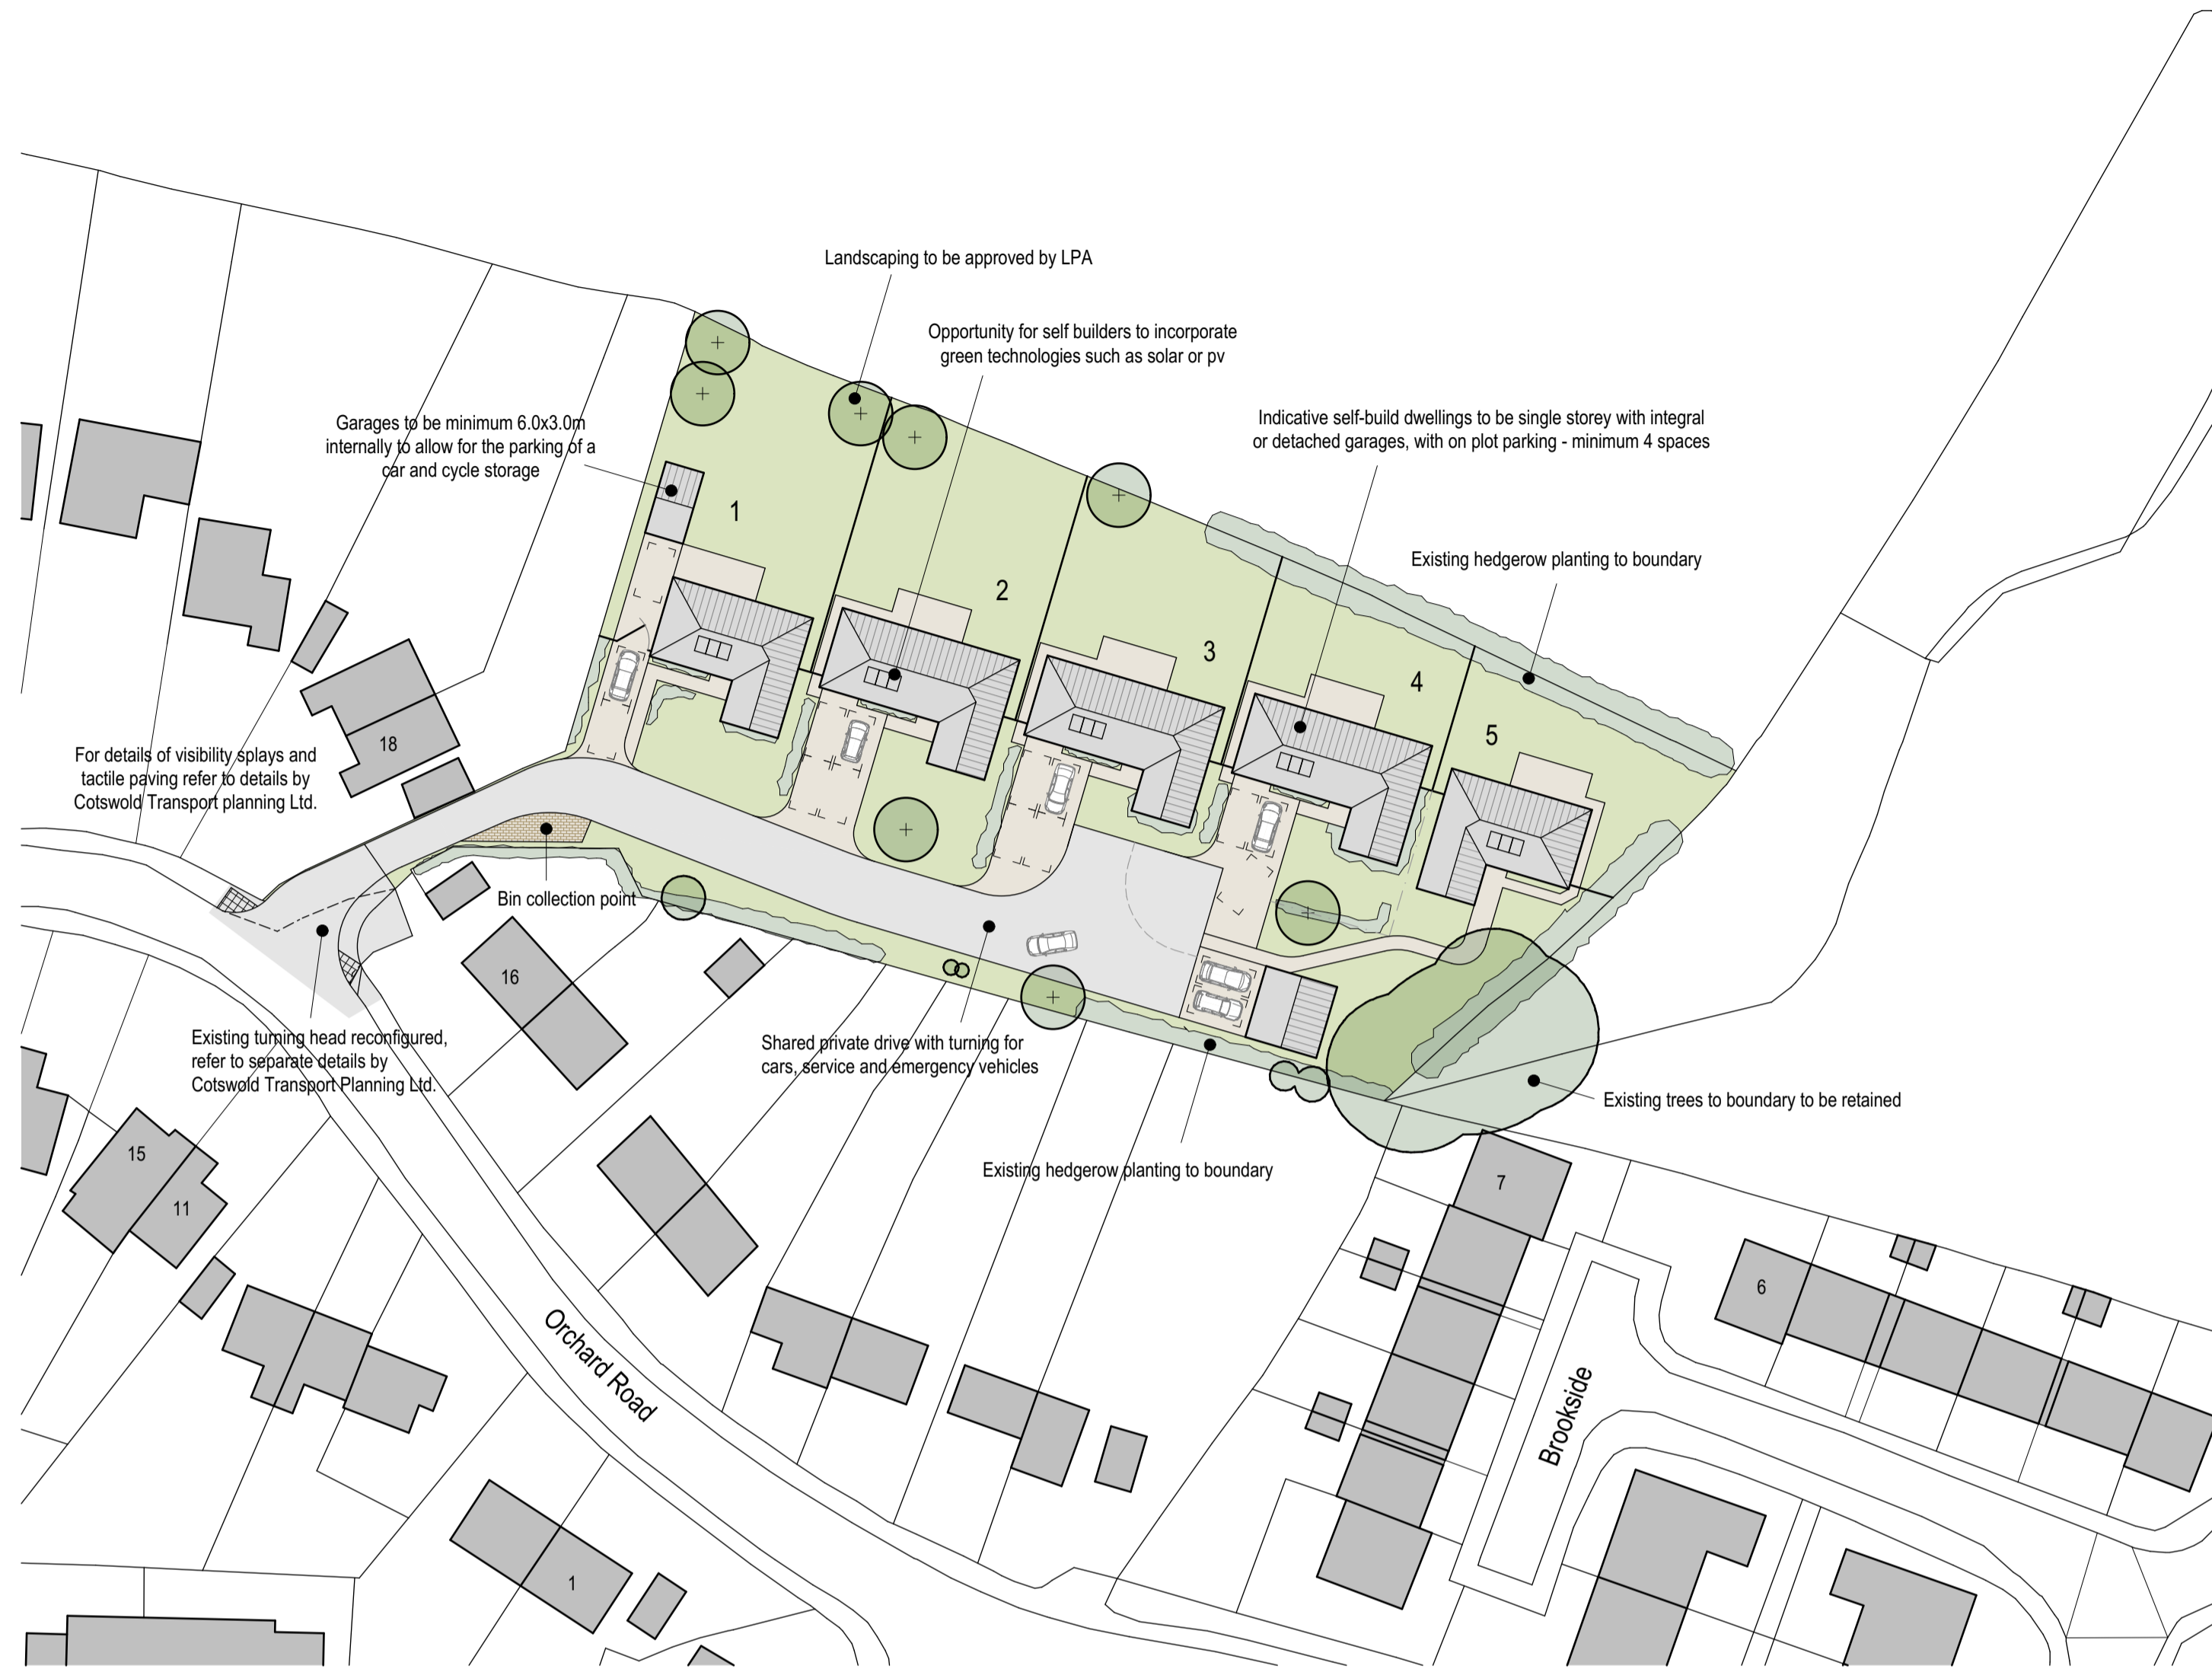 Landscaping to be approved by LPA
Opportunity for self builders to incorporate
green technologies such as solar or pv
Garages to be minimum 6.0x3.0m
internally to allow for the parking of a
car and cycle storage
Indicative self-build dwellings to be single storey with integral
or detached garages, with on plot parking - minimum 4 spaces
Existing hedgerow planting to boundary
1
2
3
4
5
18
For details of visibility splays and
tactile paving refer to details by
Cotswold Transport planning Ltd.
Bin collection point
16
Existing turning head reconfigured,
refer to separate details by
Cotswold Transport Planning Ltd.
Shared private drive with turning for
cars, service and emergency vehicles
Existing trees to boundary to be retained
Existing hedgerow planting to boundary
15
11
7
6
Orchard Road
Brookside
1